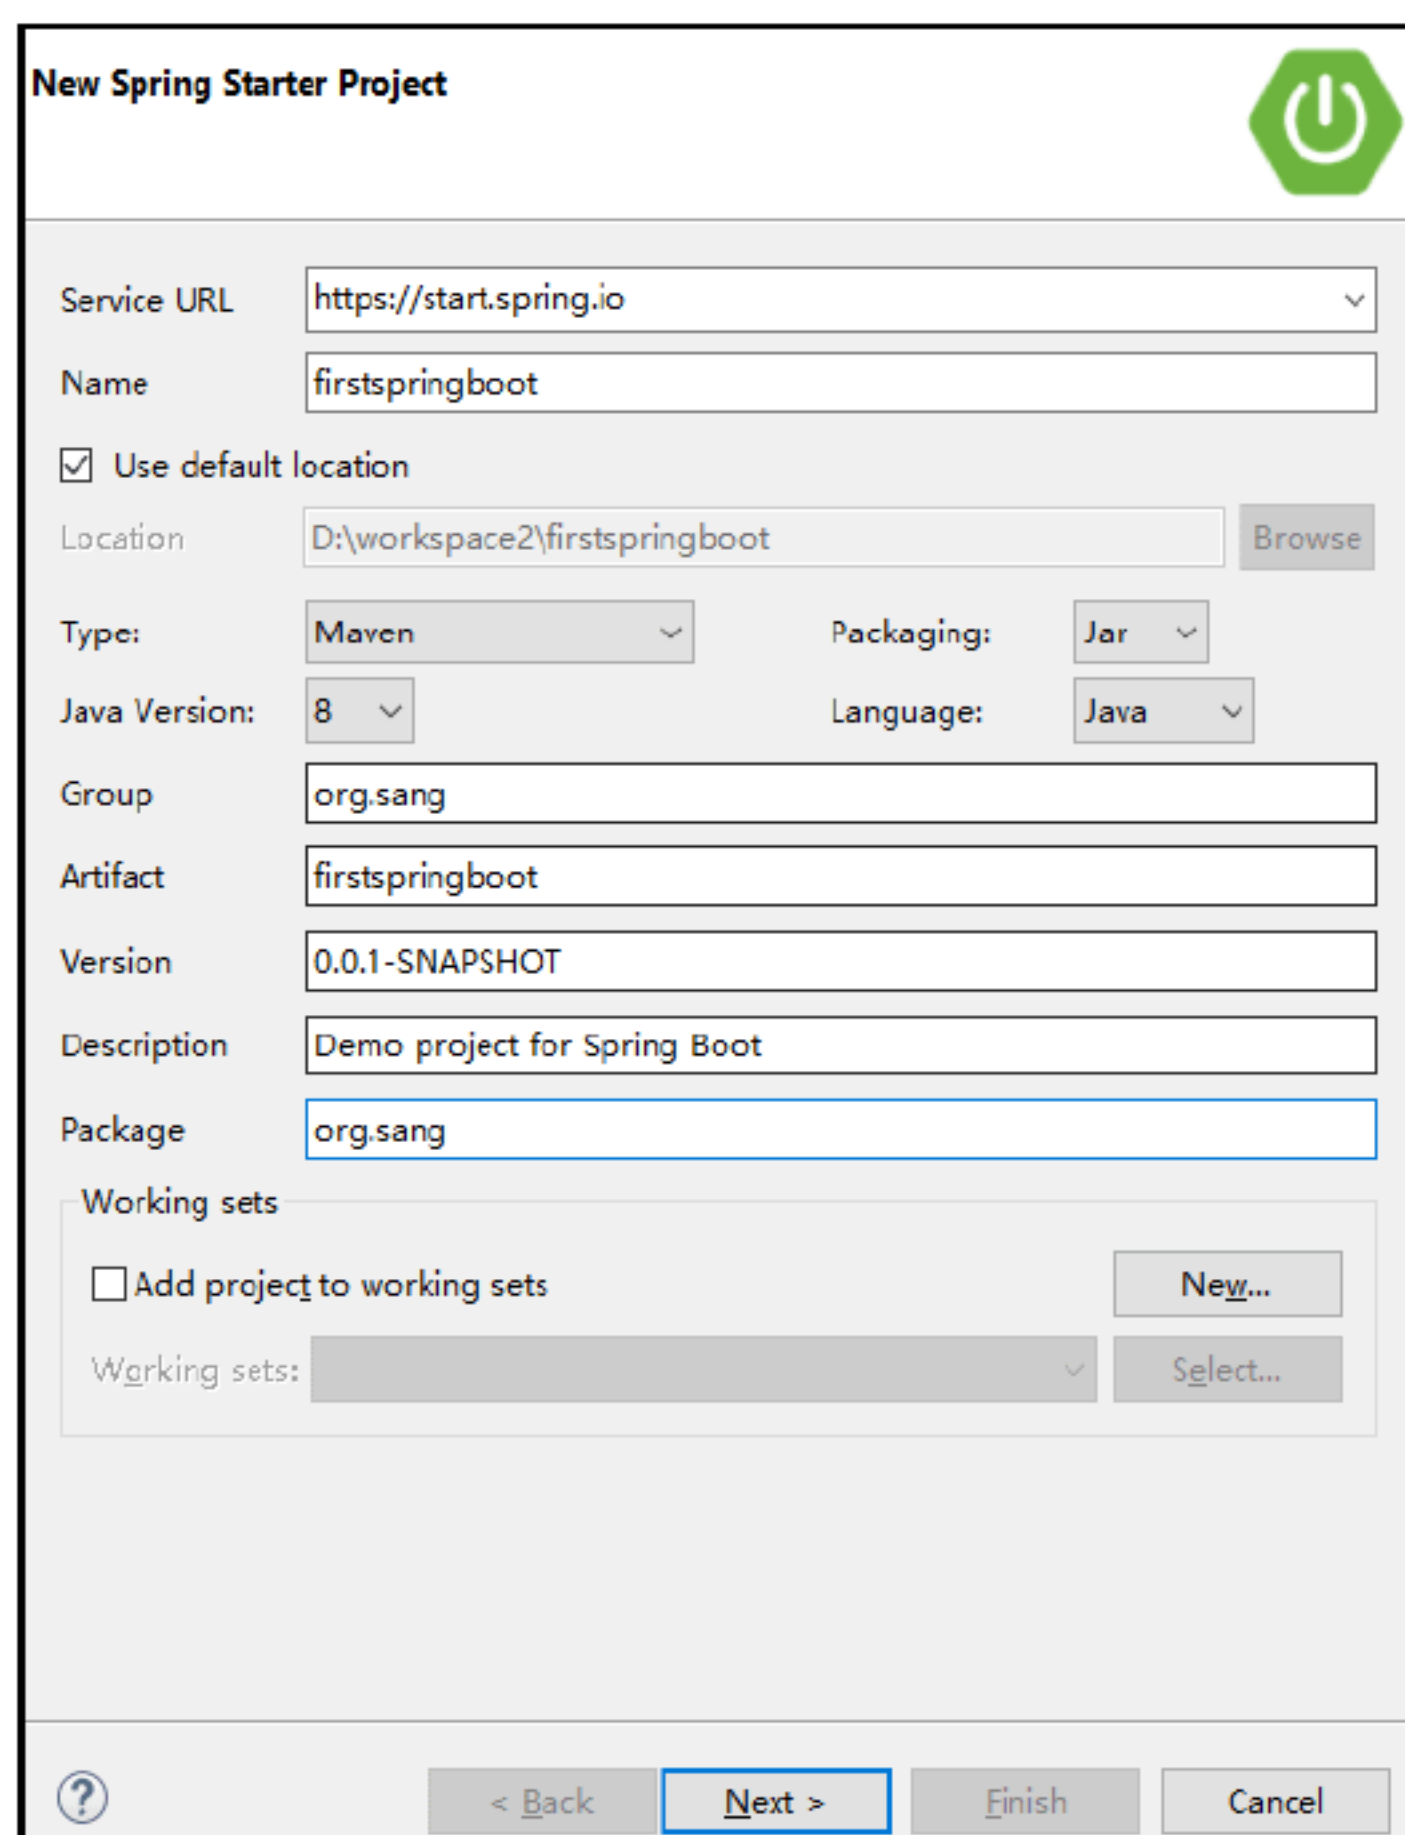 New Spring Starter Project
Service URL https://start.spring.io
Name firstspringboot
Use default location
Location D:\workspace2\firstspringboot Browse
Type: Maven Packaging: Jar
Java Version: 8 Language: Java
Group org.sang
Artifact firstspringboot
Version 0.0.1-SNAPSHOT
Description Demo project for Spring Boot
Package org.sang
Working sets
Add project to working sets New...
Working sets: Select...
? < Back Next > Finish Cancel